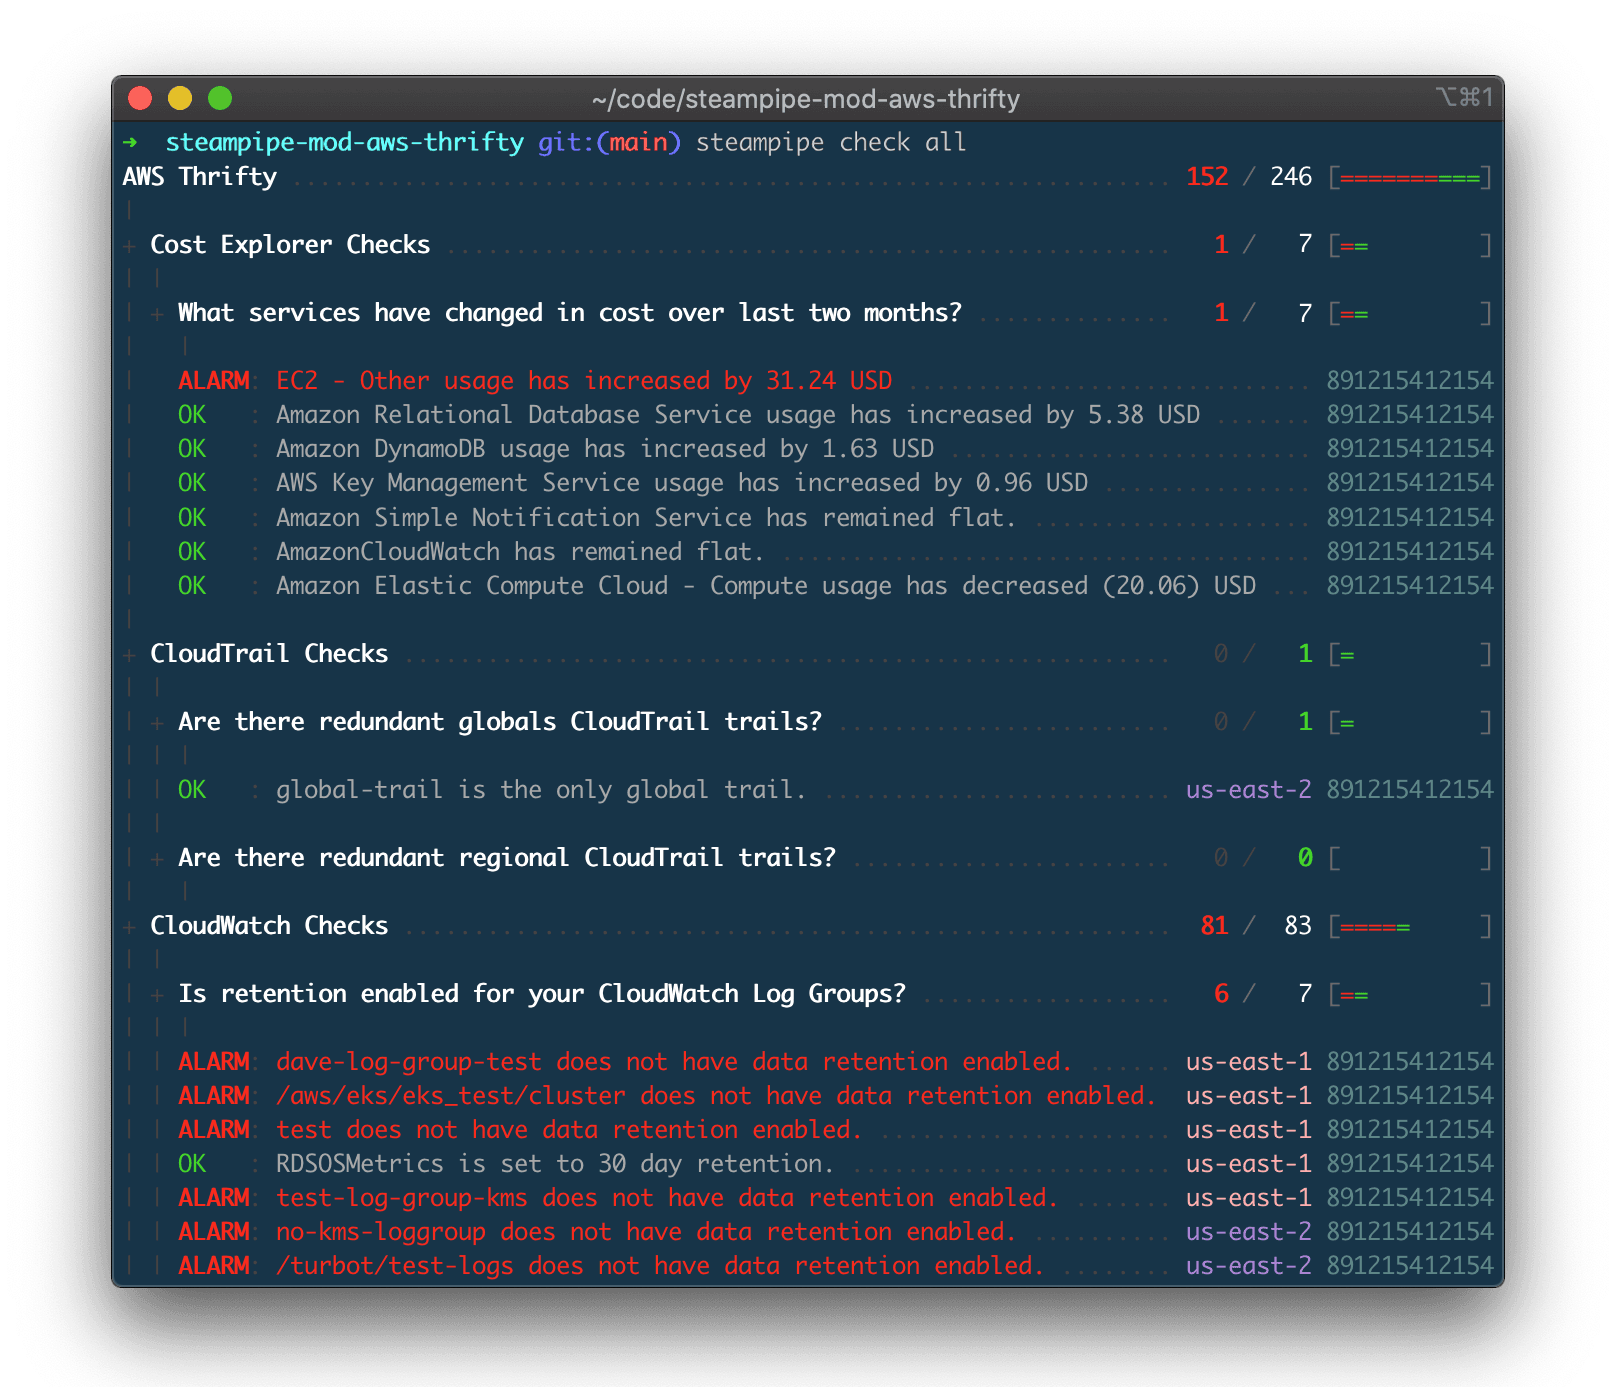 ~/code/steampipe-mod-aws-thrifty ⌥⌘1
➜ steampipe-mod-aws-thrifty git:(main) steampipe check all
AWS Thrifty ............................................................... 152 / 246 [==========]
|
+ Cost Explorer Checks .................................................... 1 / 7 [== ]
| |
| + What services have changed in cost over last two months? .............. 1 / 7 [== ]
| |
| ALARM: EC2 - Other usage has increased by 31.24 USD ............................. 891215412154
| OK : Amazon Relational Database Service usage has increased by 5.38 USD ....... 891215412154
| OK : Amazon DynamoDB usage has increased by 1.63 USD .......................... 891215412154
| OK : AWS Key Management Service usage has increased by 0.96 USD ............... 891215412154
| OK : Amazon Simple Notification Service has remained flat. .................... 891215412154
| OK : AmazonCloudWatch has remained flat. ...................................... 891215412154
| OK : Amazon Elastic Compute Cloud - Compute usage has decreased (20.06) USD ... 891215412154
|
+ CloudTrail Checks ....................................................... 0 / 1 [= ]
| |
| + Are there redundant globals CloudTrail trails? ........................ 0 / 1 [= ]
| | |
| | OK : global-trail is the only global trail. ......................... us-east-2 891215412154
| |
| + Are there redundant regional CloudTrail trails? ....................... 0 / 0 [ ]
| |
+ CloudWatch Checks ....................................................... 81 / 83 [====== ]
| |
| + Is retention enabled for your CloudWatch Log Groups? .................. 6 / 7 [== ]
| | |
| | ALARM: dave-log-group-test does not have data retention enabled. ...... us-east-1 891215412154
| | ALARM: /aws/eks/eks_test/cluster does not have data retention enabled. us-east-1 891215412154
| | ALARM: test does not have data retention enabled. ..................... us-east-1 891215412154
| | OK : RDSOSMetrics is set to 30 day retention. ....................... us-east-1 891215412154
| | ALARM: test-log-group-kms does not have data retention enabled. ....... us-east-1 891215412154
| | ALARM: no-kms-loggroup does not have data retention enabled. .......... us-east-2 891215412154
| | ALARM: /turbot/test-logs does not have data retention enabled. ........ us-east-2 891215412154